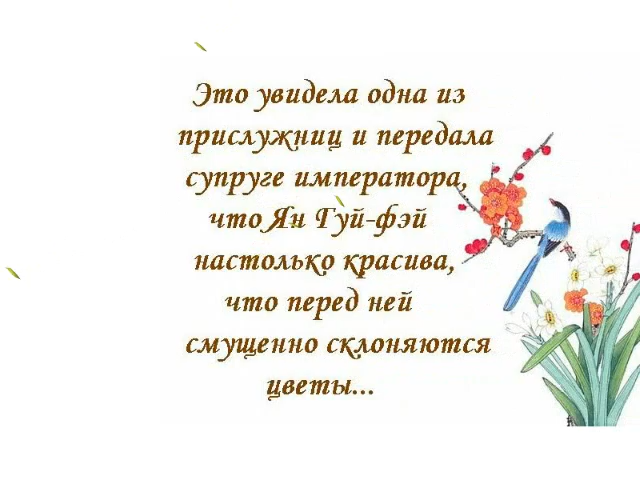 Это увидела одна из
прислужниц и передала
супруге императора,
что Ян Гуй-фэй
настолько красива,
что перед ней
смущенно склоняются
цветы...